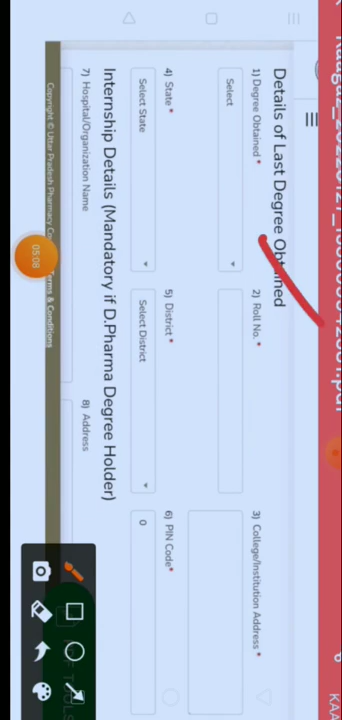 Details of Last Degree Obtained
1) Degree Obtained *
2) Roll No. *
3) College/Institution Address *
Select
4) State *
5) District *
6) PIN Code*
Select State
Select District
0
Internship Details (Mandatory if D.Pharma Degree Holder)
7) Hospital/Organization Name
8) Address
Copyright © Uttar Pradesh Pharmacy
Terms & Conditions
05:08